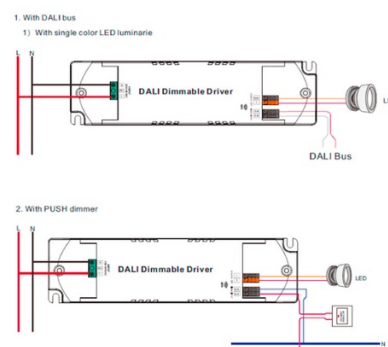 1. With DALI bus
1) With single color LED luminarie
L N
DALI Dimmable Driver
DALI Bus
2. With PUSH dimmer
L N
DALI Dimmable Driver
LED
N